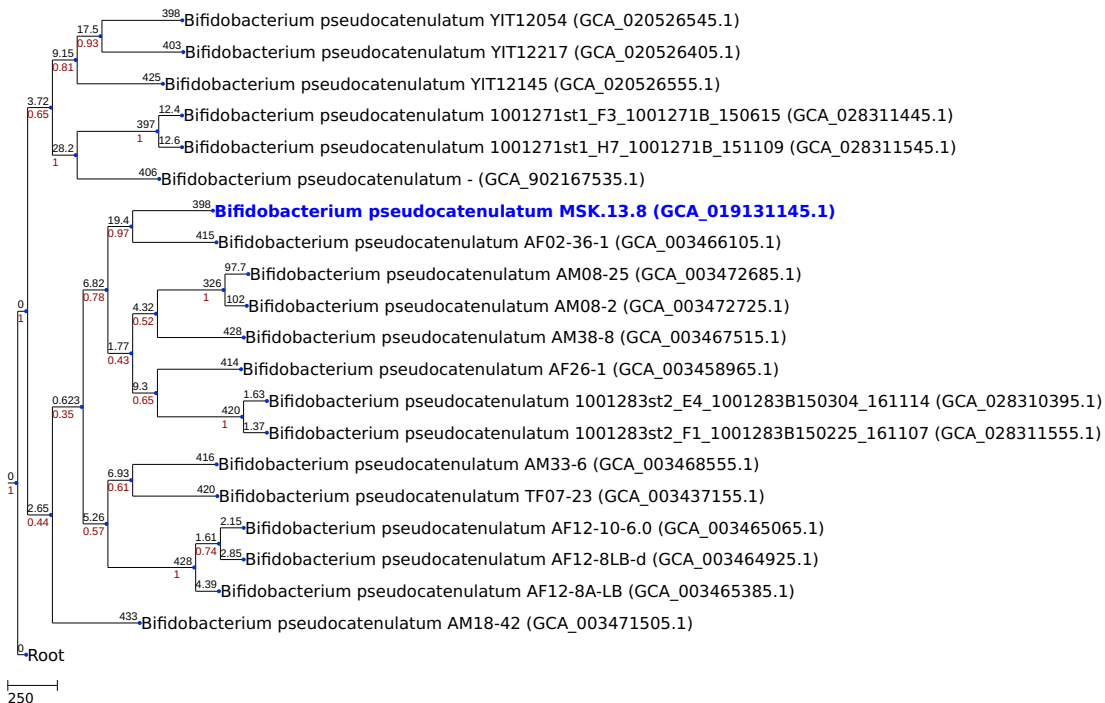 398 Bifidobacterium pseudocatenulatum YIT12054 (GCA_020526545.1)
17.5
0.93
403 Bifidobacterium pseudocatenulatum YIT12217 (GCA_020526405.1)
9.15
0.81
425 Bifidobacterium pseudocatenulatum YIT12145 (GCA_020526555.1)
3.72
0.65
12.4 Bifidobacterium pseudocatenulatum 1001271st1_F3_1001271B_150615 (GCA_028311445.1)
397
1
12.6 Bifidobacterium pseudocatenulatum 1001271st1_H7_1001271B_151109 (GCA_028311545.1)
28.2
1
406 Bifidobacterium pseudocatenulatum - (GCA_902167535.1)
398 Bifidobacterium pseudocatenulatum MSK.13.8 (GCA_019131145.1)
19.4
0.97
415 Bifidobacterium pseudocatenulatum AF02-36-1 (GCA_003466105.1)
6.82
0.78
97.7 Bifidobacterium pseudocatenulatum AM08-25 (GCA_003472685.1)
326
1
102 Bifidobacterium pseudocatenulatum AM08-2 (GCA_003472725.1)
0
1
4.32
0.52
428 Bifidobacterium pseudocatenulatum AM38-8 (GCA_003467515.1)
1.77
0.43
414 Bifidobacterium pseudocatenulatum AF26-1 (GCA_003458965.1)
9.3
0.65
1.63 Bifidobacterium pseudocatenulatum 1001283st2_E4_1001283B150304_161114 (GCA_028310395.1)
0.623
0.35
420
1
1.37 Bifidobacterium pseudocatenulatum 1001283st2_F1_1001283B150225_161107 (GCA_028311555.1)
416 Bifidobacterium pseudocatenulatum AM33-6 (GCA_003468555.1)
6.93
0.61
0
1
420 Bifidobacterium pseudocatenulatum TF07-23 (GCA_003437155.1)
2.65
0.44
5.26
0.57
2.15 Bifidobacterium pseudocatenulatum AF12-10-6.0 (GCA_003465065.1)
1.61
0.74
2.85 Bifidobacterium pseudocatenulatum AF12-8LB-d (GCA_003464925.1)
428
1
4.39 Bifidobacterium pseudocatenulatum AF12-8A-LB (GCA_003465385.1)
433 Bifidobacterium pseudocatenulatum AM18-42 (GCA_003471505.1)
0 Root
250